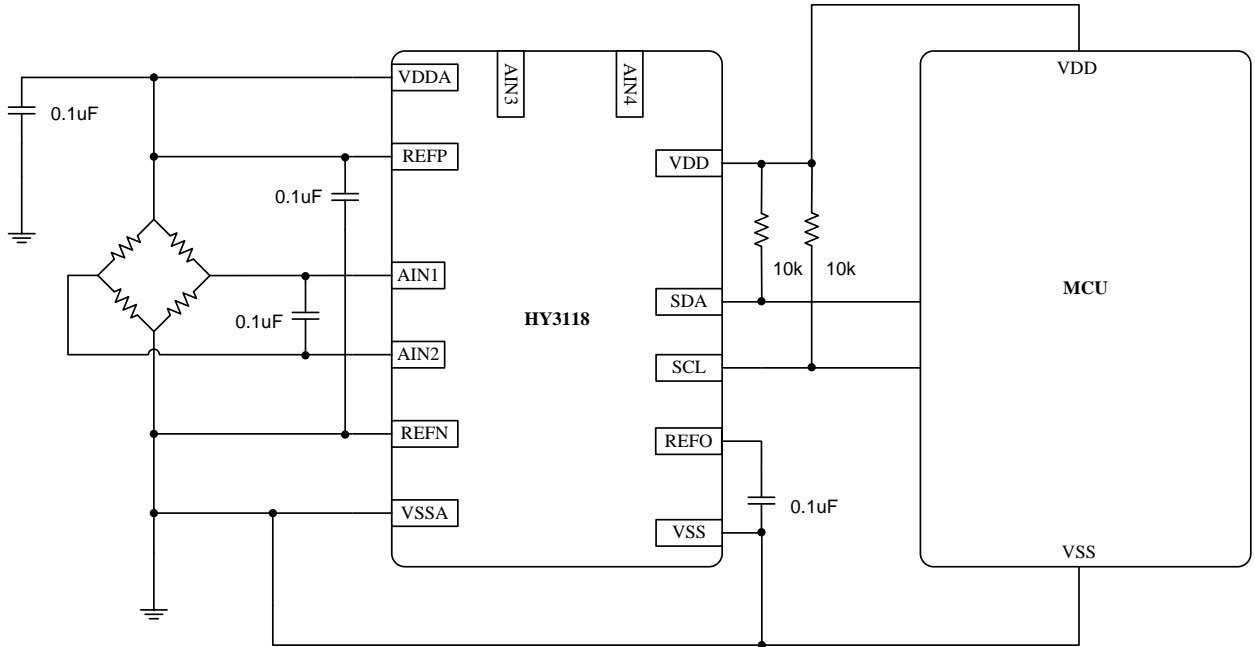 VDD
VDDA
AIN3
AIN4
0.1uF
REFP
VDD
0.1uF
10k
10k
AIN1
SDA
MCU
0.1uF
HY3118
AIN2
SCL
REFN
REFO
0.1uF
VSSA
VSS
VSS